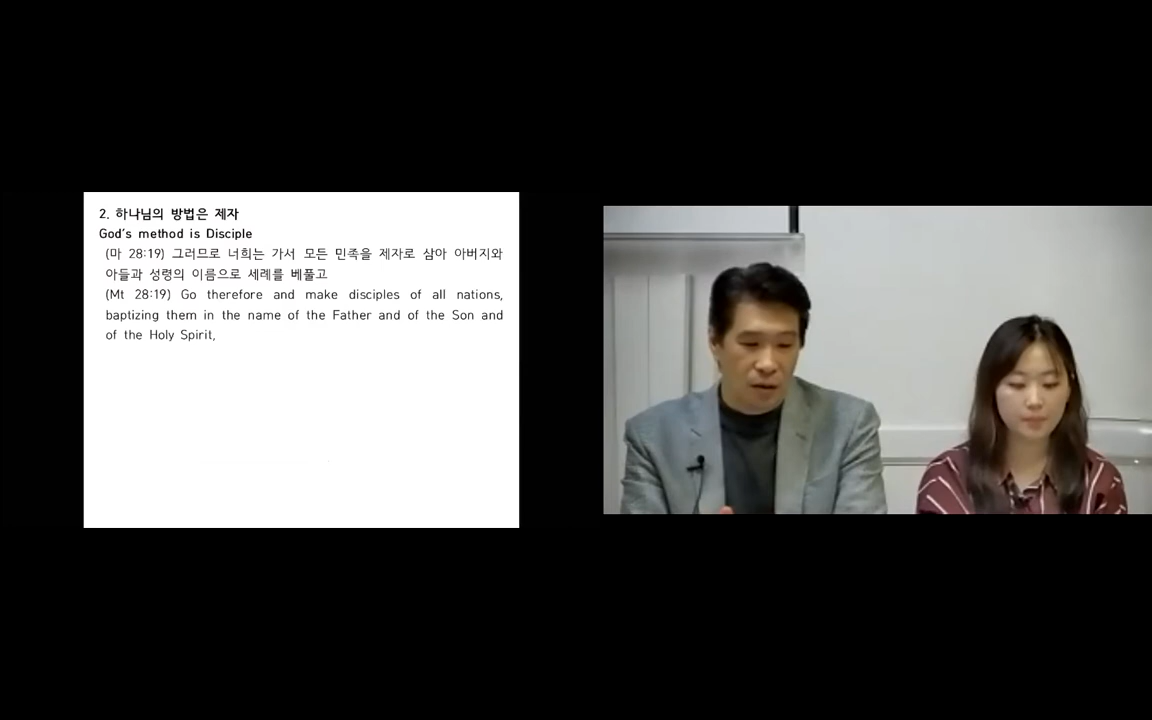 2. 하나님의 방법은 제자
God's method is Disciple
(마 28:19) 그러므로 너희는 가서 모든 민족을 제자로 삼아 아버지와
아들과 성령의 이름으로 세례를 베풀고
(Mt 28:19) Go therefore and make disciples of all nations,
baptizing them in the name of the Father and of the Son and
of the Holy Spirit,